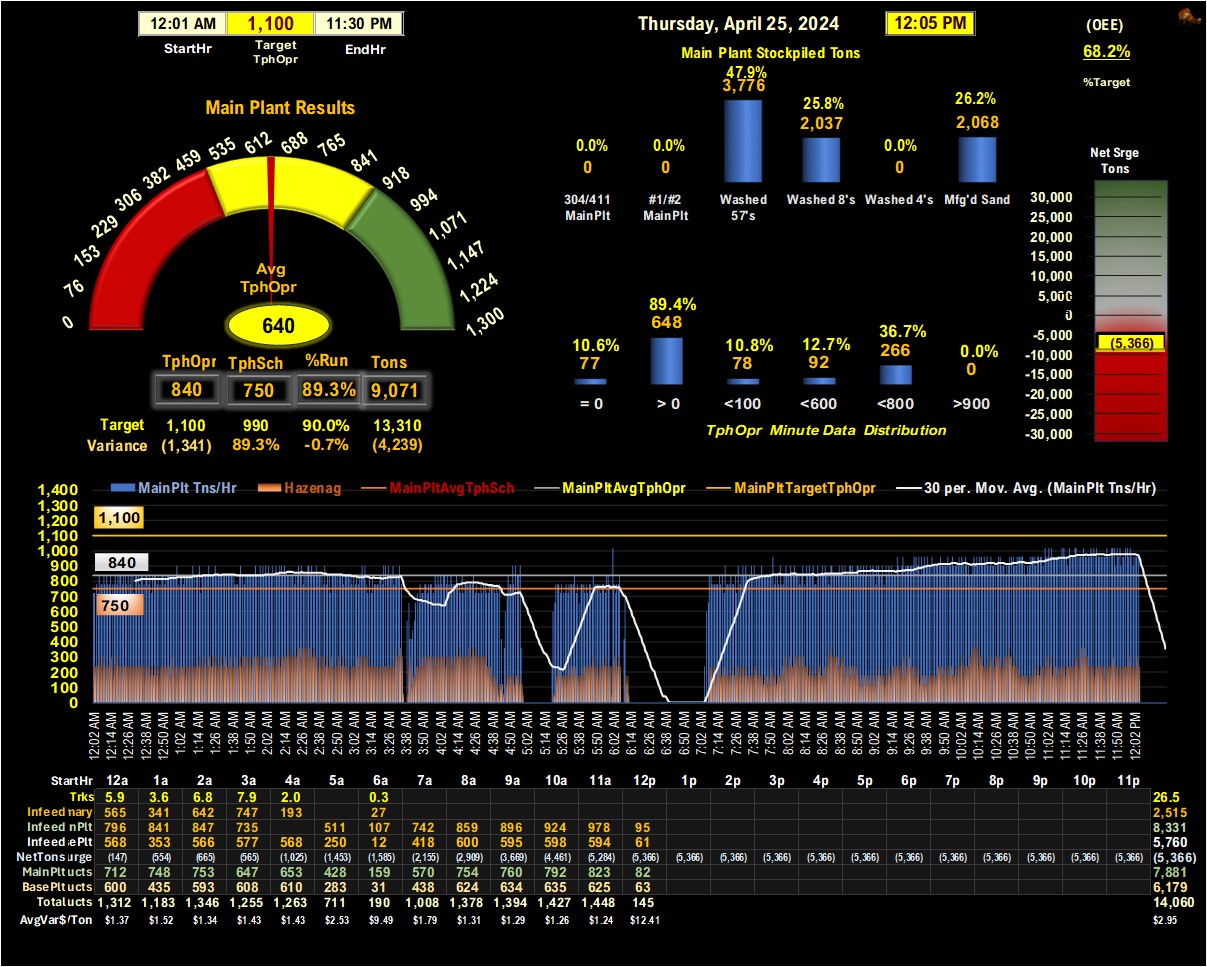 12:01 AM 1,100 11:30 PM
StartHr Target TphOpr EndHr
Thursday, April 25, 2024 12:05 PM
(OEE)
68.2%
%Target
Main Plant Stockpiled Tons
47.9%
3,776
25.8%
2,037
26.2%
2,068
0.0% 0.0% 0.0%
0 0 0
304/411 MainPlt #1/#2 MainPlt Washed 57's Washed 8's Washed 4's Mfg'd Sand
Main Plant Results
0 76 153 229 306 382 459 535 612 688 765 841 918 994 1,071 1,147 1,224 1,300
Avg
TphOpr
640
TphOpr TphSch %Run Tons
840 750 89.3% 9,071
Target 1,100 990 90.0% 13,310
Variance (1,341) 89.3% -0.7% (4,239)
10.6% 89.4% 10.8% 12.7% 36.7% 0.0%
77 648 78 92 266 0
= 0 > 0 <100 <600 <800 >900
TphOpr Minute Data Distribution
Net Srge
Tons
30,000
25,000
20,000
15,000
10,000
5,000
0
-5,000
(5,366)
-10,000
-15,000
-20,000
-25,000
-30,000
MainPlt Tns/Hr Hazenag MainPltAvgTphSch MainPltAvgTphOpr MainPltTargetTphOpr 30 per. Mov. Avg. (MainPlt Tns/Hr)
1,400
1,300
1,200
1,100
1,000
900
800
700
600
500
400
300
200
100
0
1,100
840
750
12:02 AM 12:14 AM 12:26 AM 12:38 AM 12:50 AM 1:02 AM 1:14 AM 1:26 AM 1:38 AM 1:50 AM 2:02 AM 2:14 AM 2:26 AM 2:38 AM 2:50 AM 3:02 AM 3:14 AM 3:26 AM 3:38 AM 3:50 AM 4:02 AM 4:14 AM 4:26 AM 4:38 AM 4:50 AM 5:02 AM 5:14 AM 5:26 AM 5:38 AM 5:50 AM 6:02 AM 6:14 AM 6:26 AM 6:38 AM 6:50 AM 7:02 AM 7:14 AM 7:26 AM 7:38 AM 7:50 AM 8:02 AM 8:14 AM 8:26 AM 8:38 AM 8:50 AM 9:02 AM 9:14 AM 9:26 AM 9:38 AM 9:50 AM 10:02 AM 10:14 AM 10:26 AM 10:38 AM 10:50 AM 11:02 AM 11:14 AM 11:26 AM 11:38 AM 11:50 AM 12:02 PM
StartHr 12a 1a 2a 3a 4a 5a 6a 7a 8a 9a 10a 11a 12p 1p 2p 3p 4p 5p 6p 7p 8p 9p 10p 11p
Trks 5.9 3.6 6.8 7.9 2.0 0.3 26.5
Infeed mary 565 341 642 747 193 27 2,515
Infeed nPlt 796 841 847 735 511 107 742 859 896 924 978 95 8,331
Infeed ePlt 568 353 566 577 568 250 12 418 600 595 598 594 61 5,760
NetTons urge (147) (554) (665) (565) (1,025) (1,453) (1,585) (2,155) (2,909) (3,669) (4,461) (5,284) (5,366) (5,366) (5,366) (5,366) (5,366) (5,366) (5,366) (5,366) (5,366) (5,366) (5,366) (5,366) (5,366)
MainPlt ucts 712 748 753 647 653 428 159 570 754 760 792 823 82 7,881
BasePlt ucts 600 435 593 608 610 283 31 438 624 634 635 625 63 6,179
Total ucts 1,312 1,183 1,346 1,255 1,263 711 190 1,008 1,378 1,394 1,427 1,448 145 14,060
AvgVar$/Ton $1.37 $1.52 $1.34 $1.43 $1.43 $2.53 $9.49 $1.79 $1.31 $1.29 $1.26 $1.24 $12.41 $2.95